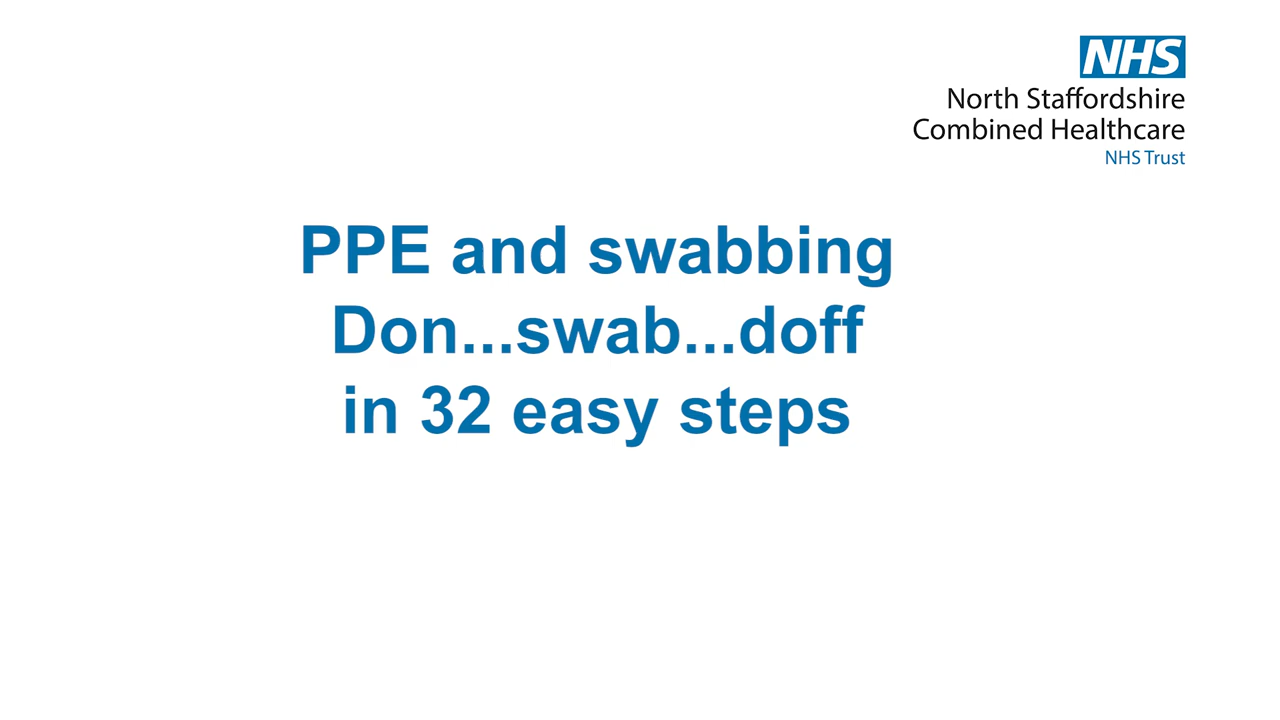 NHS
North Staffordshire
Combined Healthcare
NHS Trust
PPE and swabbing
Don...swab...doff
in 32 easy steps